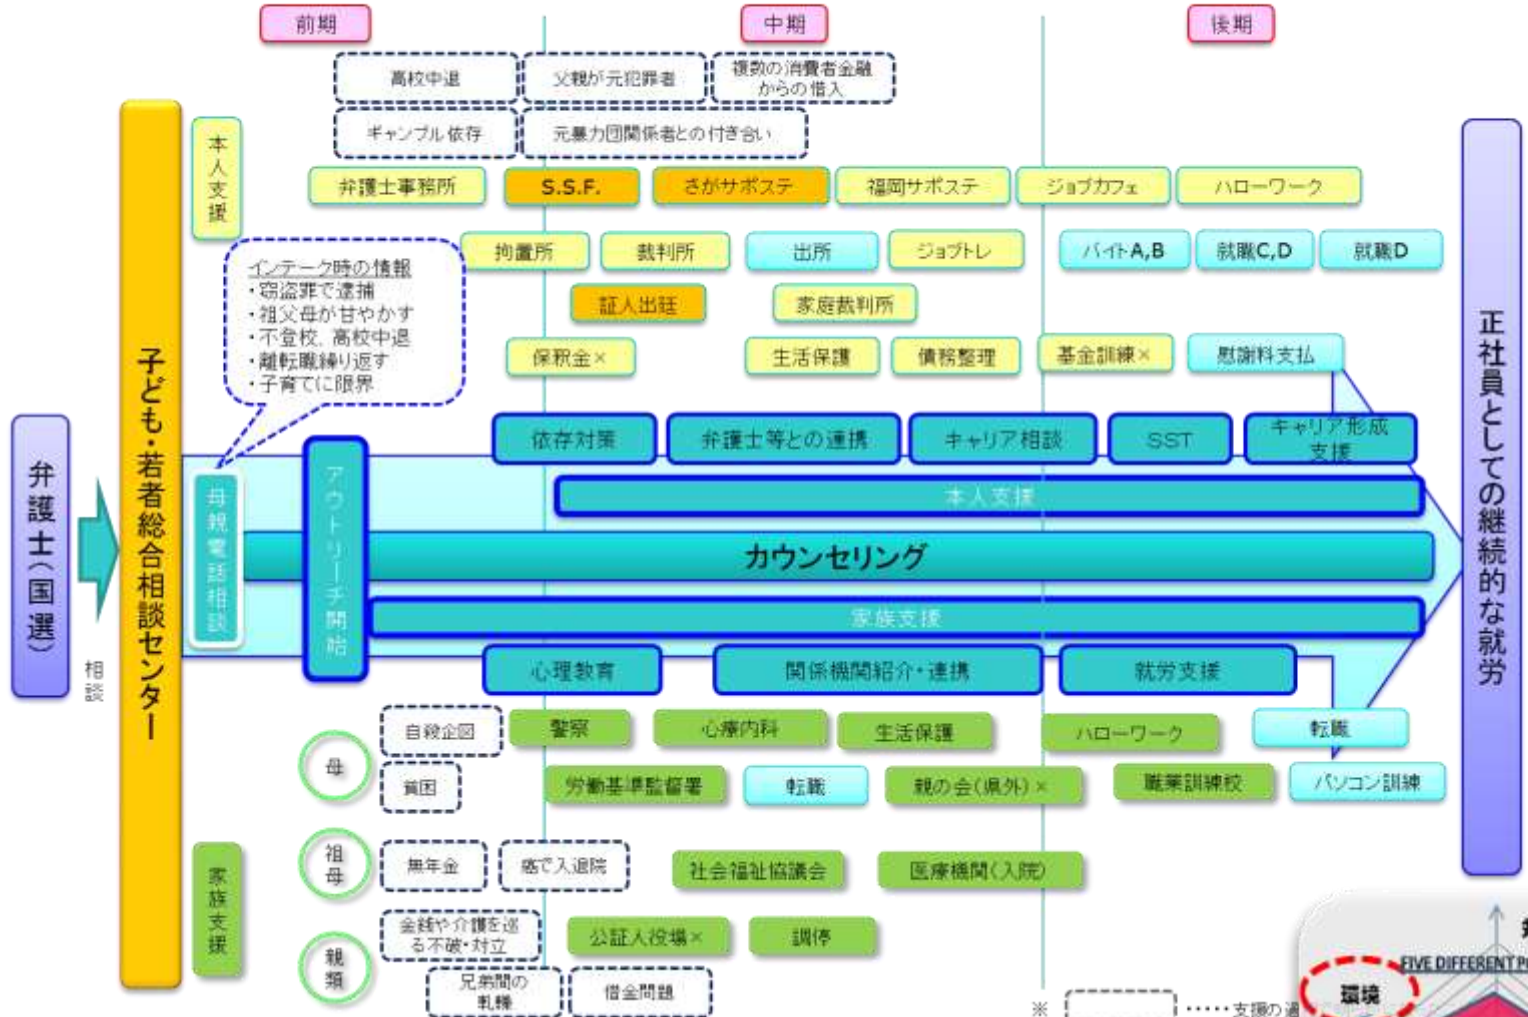 前期
中期
後期
高校中退
父親が元犯罪者
複数の消費者金融
からの借入
ギャンブル依存
元暴力団関係者との付き合い
本人支援
弁護士事務所
S.S.F.
さがサポステ
福岡サポステ
ジョブカフェ
ハローワーク
拘置所
裁判所
出所
ジョブトレ
バイトA,B
就職C,D
就職D
インテーク時の情報
・窃盗罪で逮捕
・祖父母が甘やかす
・不登校、高校中退
・離転職繰り返す
・子育てに限界
証人出廷
家庭裁判所
保釈金×
生活保護
債務整理
基金訓練×
慰謝料支払
弁護士(国選)
相談
子ども・若者総合相談センター
母親電話相談
アウトリーチ開始
依存対策
弁護士等との連携
キャリア相談
SST
キャリア形成
支援
本人支援
カウンセリング
家族支援
心理教育
関係機関紹介・連携
就労支援
正社員としての継続的な就労
母
自殺企図
警察
心療内科
生活保護
ハローワーク
転職
貧困
労働基準監督署
転職
親の会(県外)×
職業訓練校
パソコン訓練
家族支援
祖母
無年金
癌で入退院
社会福祉協議会
医療機関(入院)
親類
金銭や介護を巡
る不破・対立
公証人役場×
調停
兄弟間の
軋轢
借金問題
※
・・・・・支援の過
FIVE DIFFERENT
環境